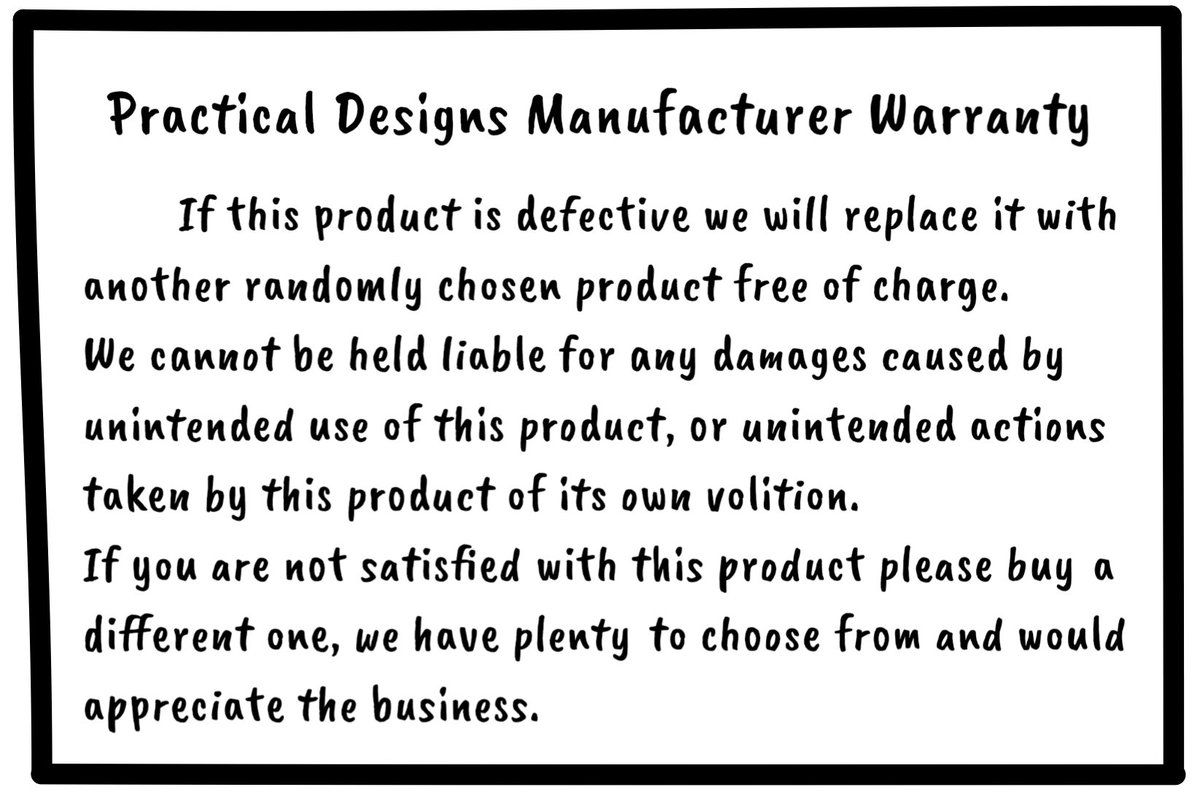 Practical Designs Manufacturer Warranty
If this product is defective we will replace it with
another randomly chosen product free of charge.
We cannot be held liable for any damages caused by
unintended use of this product, or unintended actions
taken by this product of its own volition.
If you are not satisfied with this product please buy a
different one, we have plenty to choose from and would
appreciate the business.